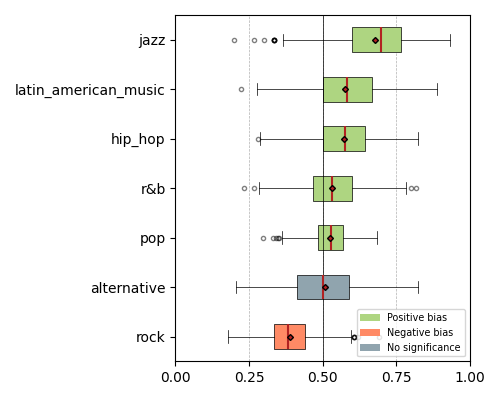 jazz
latin_american_music
hip_hop
r&b
pop
alternative
rock
Positive bias
Negative bias
No significance
0.00 0.25 0.50 0.75 1.00